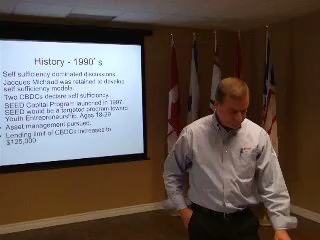 History - 1990's
Self sufficiency dominated discussions
Jacques Michaud was retained to develop
self sufficiency models
Two CBDCs declare self sufficiency
SEED Capital Program launched in 1997.
SEED would be a targeted program toward
Youth Entrepreneurship. Ages 18-29
Asset management pursued.
Lending limit of CBDCs increased to
$125,000